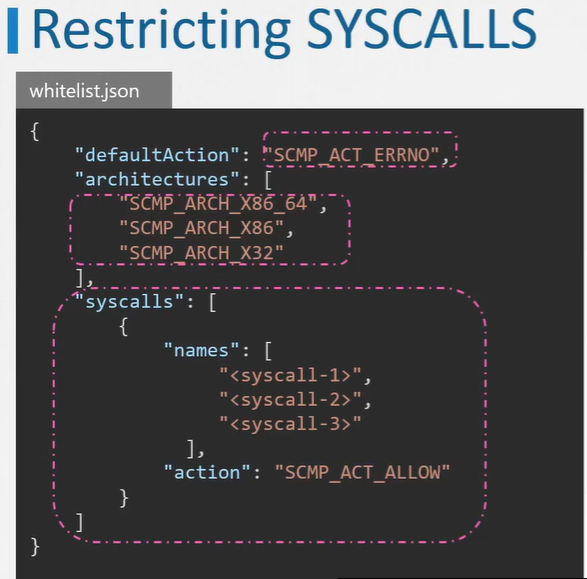 Restricting SYSCALLS
whitelist.json
{
"defaultAction": "SCMP_ACT_ERRNO",
"architectures": [
"SCMP_ARCH_X86_64",
"SCMP_ARCH_X86",
"SCMP_ARCH_X32"
],
"syscalls": [
{
"names": [
"<syscall-1>",
"<syscall-2>",
"<syscall-3>"
],
"action": "SCMP_ACT_ALLOW"
}
]
}